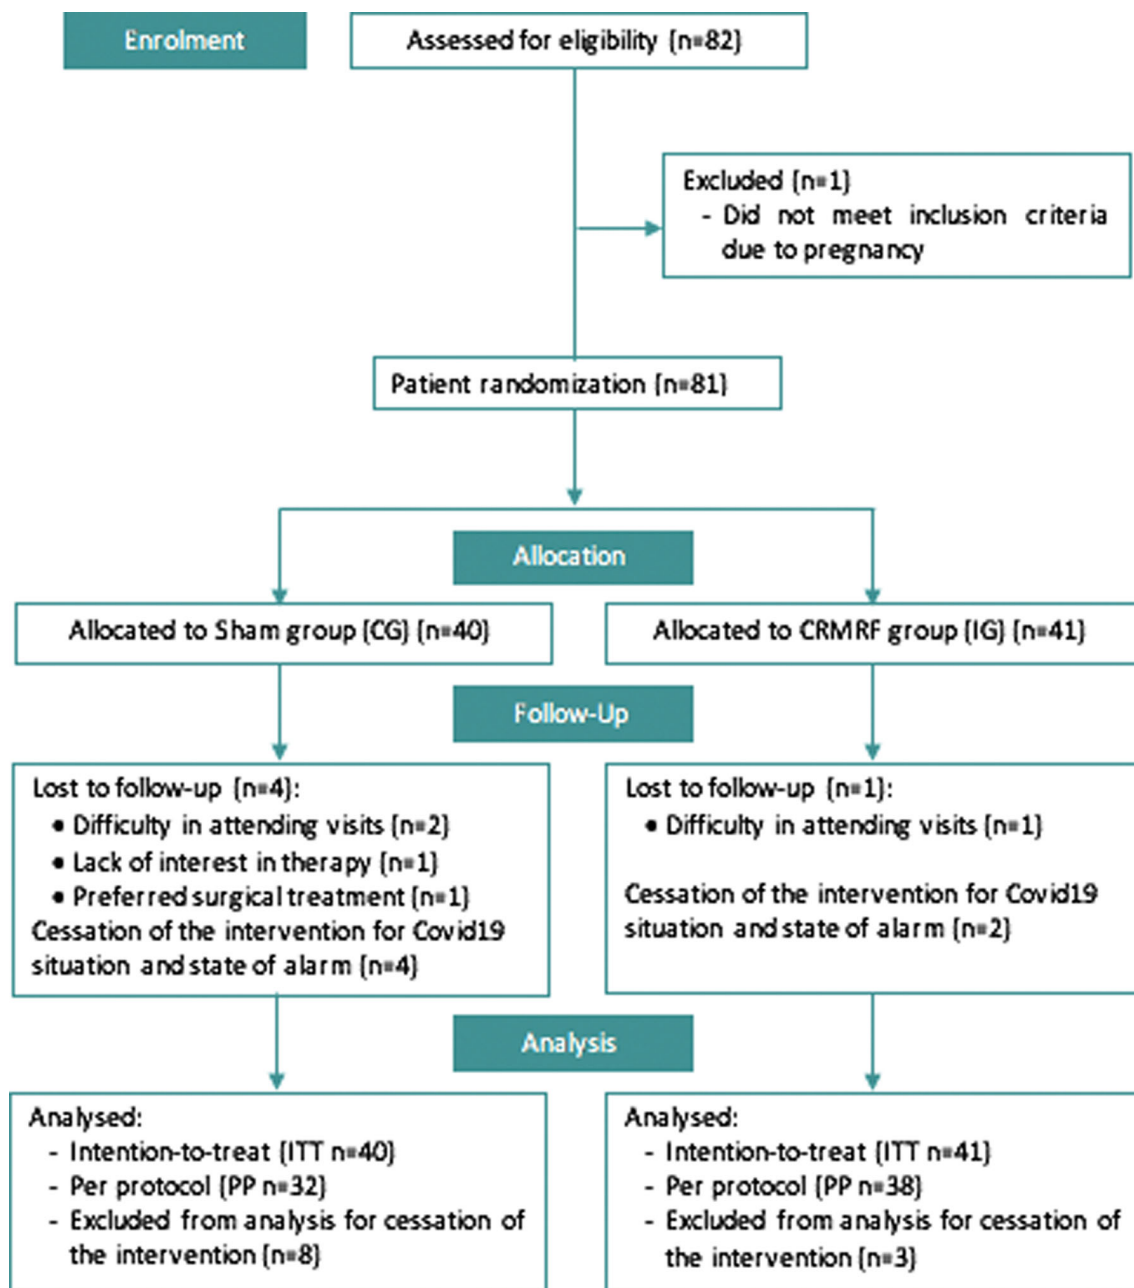 Enrolment
Assessed for eligibility (n=82)
Excluded (n=1)
- Did not meet inclusion criteria
due to pregnancy
Patient randomization (n=81)
Allocation
Allocated to Sham group (CG) (n=40)
Allocated to CRMRF group (IG) (n=41)
Follow-Up
Lost to follow-up (n=4):
• Difficulty in attending visits (n=2)
• Lack of interest in therapy (n=1)
• Preferred surgical treatment (n=1)
Cessation of the intervention for Covid19
situation and state of alarm (n=4)
Lost to follow-up (n=1):
• Difficulty in attending visits (n=1)
Cessation of the intervention for Covid19
situation and state of alarm (n=2)
Analysis
Analysed:
- Intention-to-treat (ITT n=40)
- Per protocol (PP n=32)
- Excluded from analysis for cessation of
the intervention (n=8)
Analysed:
- Intention-to-treat (ITT n=41)
- Per protocol (PP n=38)
- Excluded from analysis for cessation of
the intervention (n=3)